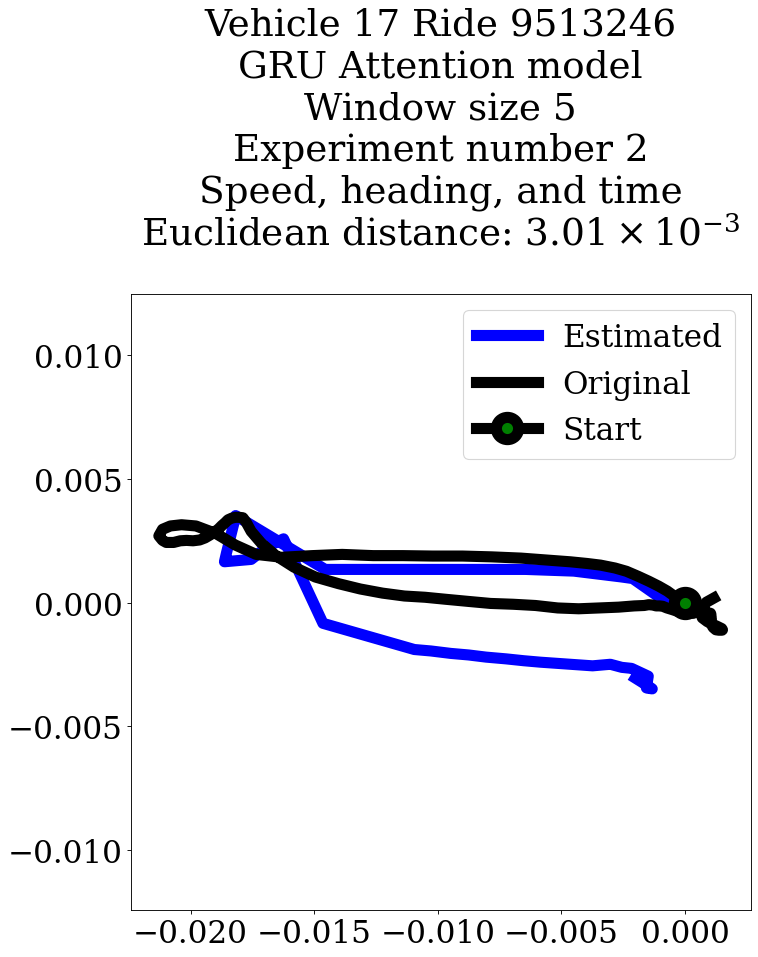 Vehicle 17 Ride 9513246
GRU Attention model
Window size 5
Experiment number 2
Speed, heading, and time
Euclidean distance: 3.01 × 10⁻³
Estimated
Original
Start
0.010
0.005
0.000
−0.005
−0.010
−0.020 −0.015 −0.010 −0.005 0.000